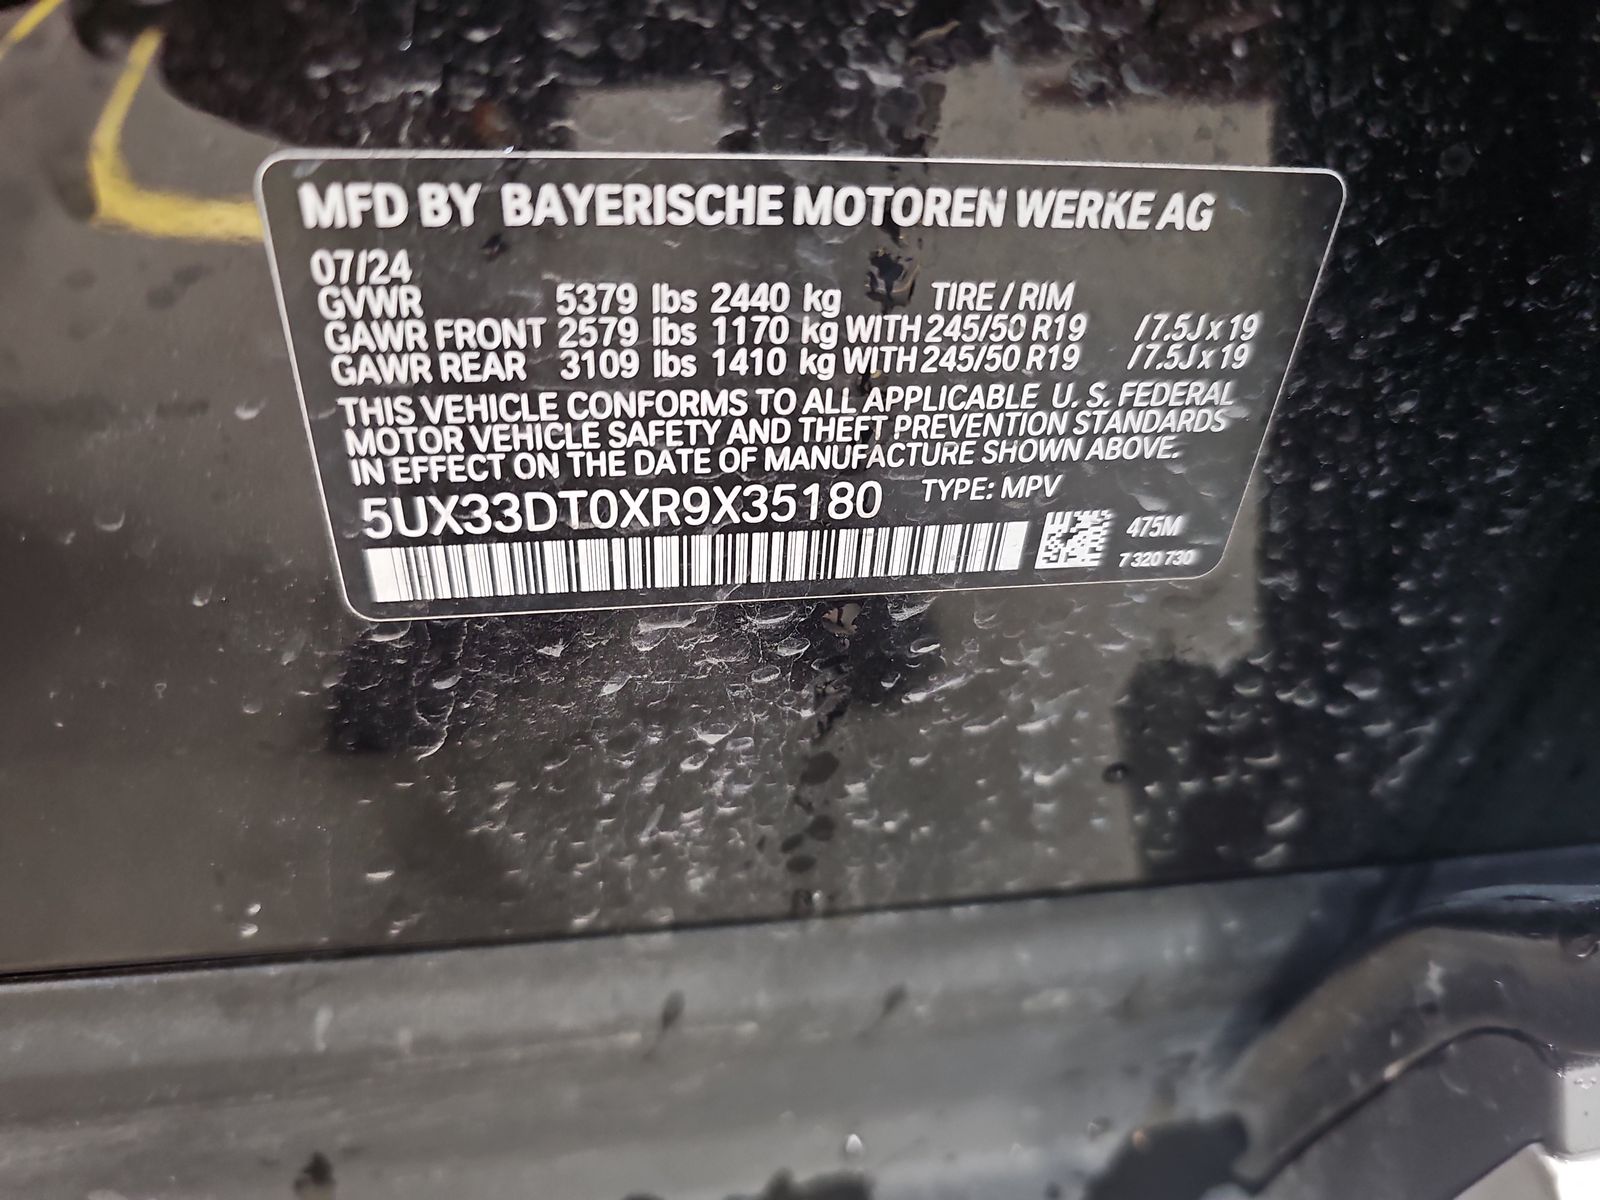 MFD BY BAYERISCHE MOTOREN WERKE AG
07/24
GVWR 5379 lbs 2440 kg TIRE / RIM
GAWR FRONT 2579 lbs 1170 kg WITH 245/50 R19 / 7.5J x 19
GAWR REAR 3109 lbs 1410 kg WITH 245/50 R19 / 7.5J x 19
THIS VEHICLE CONFORMS TO ALL APPLICABLE U. S. FEDERAL
MOTOR VEHICLE SAFETY AND THEFT PREVENTION STANDARDS
IN EFFECT ON THE DATE OF MANUFACTURE SHOWN ABOVE.
5UX33DT0XR9X35180 TYPE: MPV
475M
7 320 730